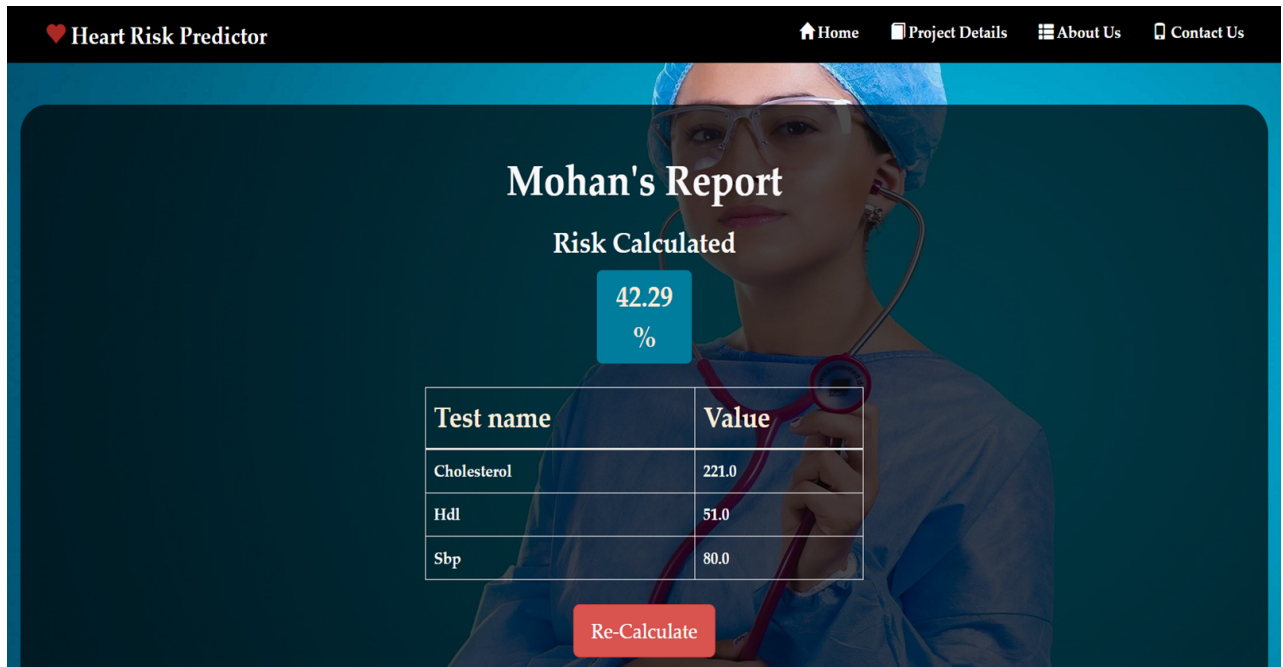 Heart Risk Predictor
Home Project Details About Us Contact Us
Mohan's Report
Risk Calculated
42.29
%
Test name Value
Cholesterol 221.0
Hdl 51.0
Sbp 80.0
Re-Calculate